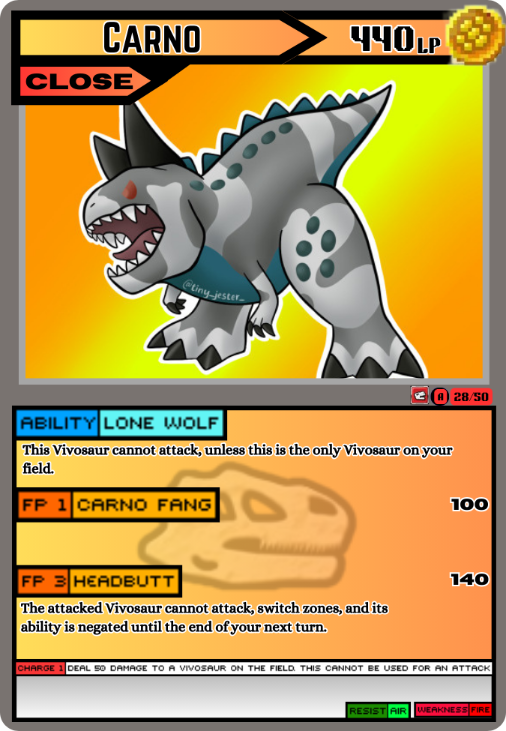 CARNO 440 LP
CLOSE
@tiny_jester_
A 28/50
ABILITY LONE WOLF
This Vivosaur cannot attack, unless this is the only Vivosaur on your
field.
FP 1 CARNO FANG 100
FP 3 HEADBUTT 140
The attacked Vivosaur cannot attack, switch zones, and its
ability is negated until the end of your next turn.
CHARGE 1 DEAL 50 DAMAGE TO A VIVOSAUR ON THE FIELD. THIS CANNOT BE USED FOR AN ATTACK
RESIST AIR WEAKNESS FIRE